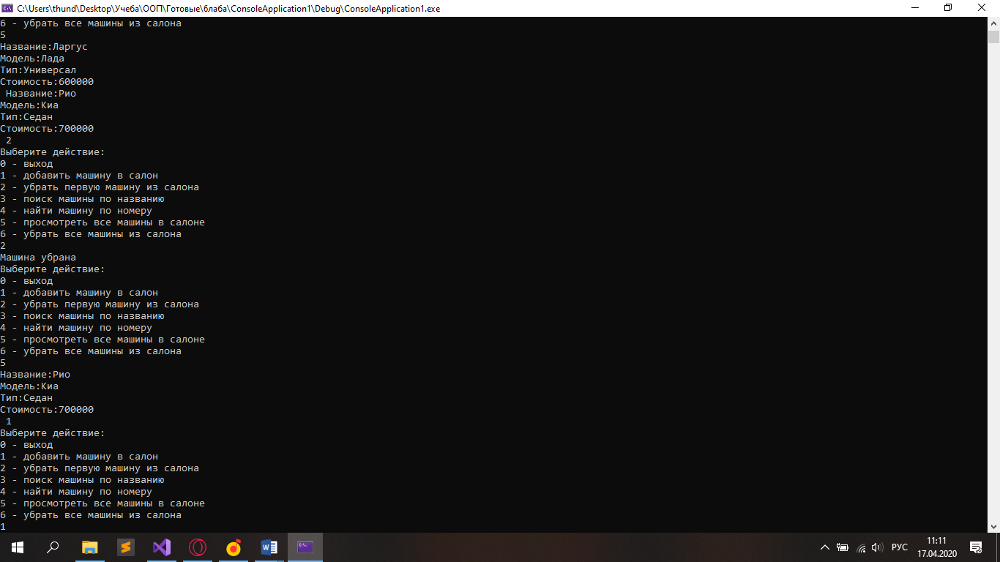 C:\Users\thund\Desktop\Учеба\ООП\Готовые\блаба\ConsoleApplication1\Debug\ConsoleApplication1.exe
6 - убрать все машины из салона
5
Название:Ларгус
Модель:Лада
Тип:Универсал
Стоимость:600000
Название:Рио
Модель:Киа
Тип:Седан
Стоимость:700000
2
Выберите действие:
0 - выход
1 - добавить машину в салон
2 - убрать первую машину из салона
3 - поиск машины по названию
4 - найти машину по номеру
5 - просмотреть все машины в салоне
6 - убрать все машины из салона
2
Машина убрана
Выберите действие:
0 - выход
1 - добавить машину в салон
2 - убрать первую машину из салона
3 - поиск машины по названию
4 - найти машину по номеру
5 - просмотреть все машины в салоне
6 - убрать все машины из салона
5
Название:Рио
Модель:Киа
Тип:Седан
Стоимость:700000
1
Выберите действие:
0 - выход
1 - добавить машину в салон
2 - убрать первую машину из салона
3 - поиск машины по названию
4 - найти машину по номеру
5 - просмотреть все машины в салоне
6 - убрать все машины из салона
1
РУС
11:11
17.04.2020